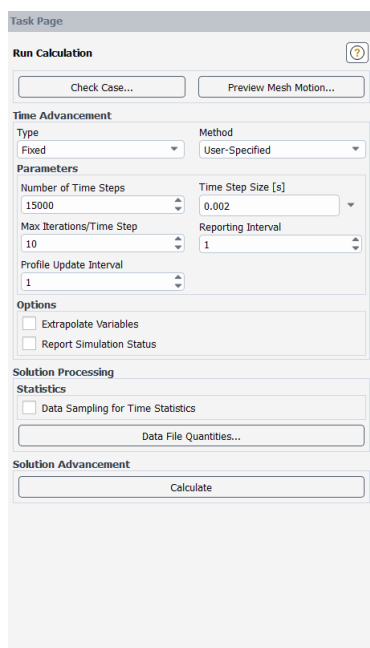 Task Page
Run Calculation
?
Check Case... Preview Mesh Motion...
Time Advancement
Type Method
Fixed User-Specified
Parameters
Number of Time Steps Time Step Size [s]
15000 0.002
Max Iterations/Time Step Reporting Interval
10 1
Profile Update Interval
1
Options
Extrapolate Variables
Report Simulation Status
Solution Processing
Statistics
Data Sampling for Time Statistics
Data File Quantities...
Solution Advancement
Calculate